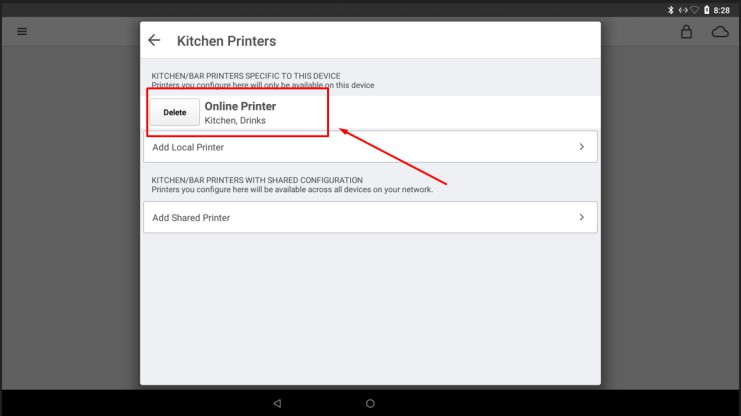 8:28
Kitchen Printers
KITCHEN/BAR PRINTERS SPECIFIC TO THIS DEVICE
Printers you configure here will only be available on this device
Delete
Online Printer
Kitchen, Drinks
Add Local Printer
KITCHEN/BAR PRINTERS WITH SHARED CONFIGURATION
Printers you configure here will be available across all devices on your network.
Add Shared Printer